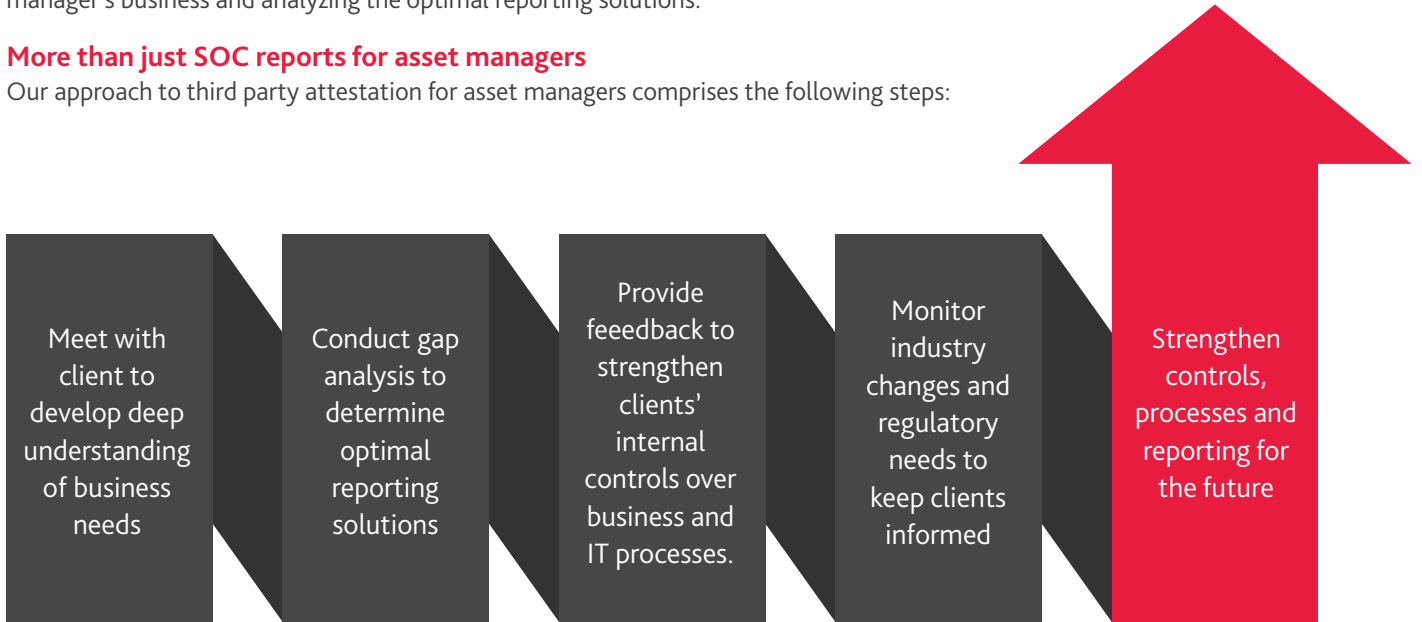 manager's business and analyzing the optimal reporting solutions.
More than just SOC reports for asset managers
Our approach to third party attestation for asset managers comprises the following steps:
Meet with
client to
develop deep
understanding
of business
needs
Conduct gap
analysis to
determine
optimal
reporting
solutions
Provide
feeedback to
strengthen
clients’
internal
controls over
business and
IT processes.
Monitor
industry
changes and
regulatory
needs to
keep clients
informed
Strengthen
controls,
processes and
reporting for
the future